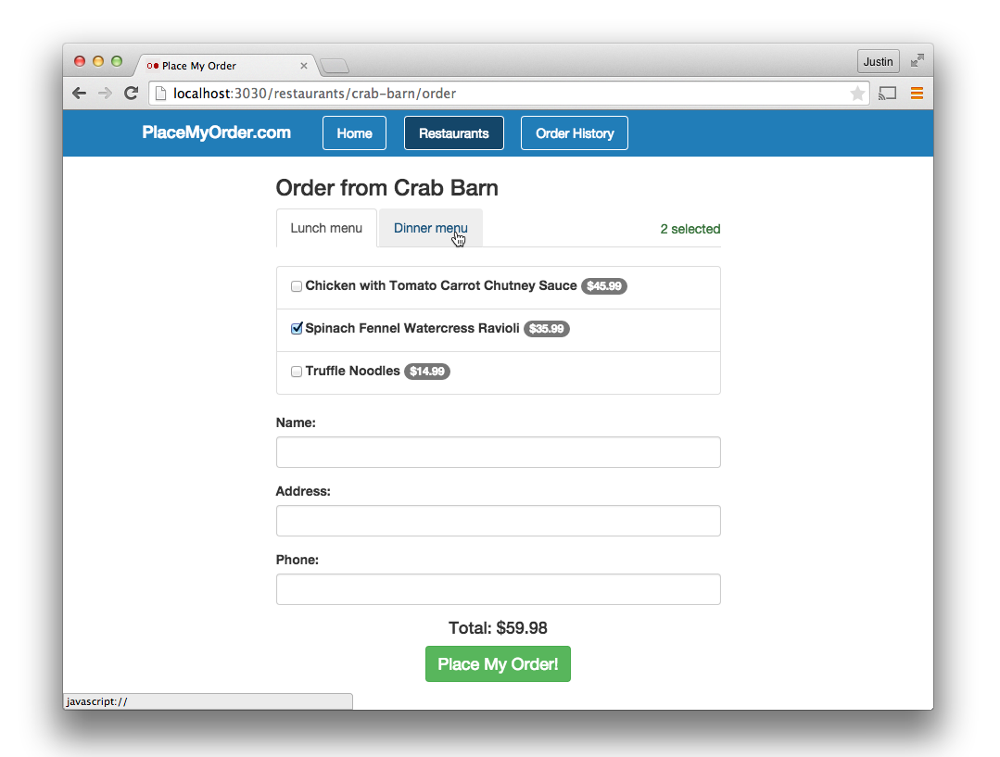 Place My Order
Justin
localhost:3030/restaurants/crab-barn/order
PlaceMyOrder.com Home Restaurants Order History
Order from Crab Barn
Lunch menu Dinner menu 2 selected
Chicken with Tomato Carrot Chutney Sauce $45.99
Spinach Fennel Watercress Ravioli $35.99
Truffle Noodles $14.99
Name:
Address:
Phone:
Total: $59.98
Place My Order!
javascript://